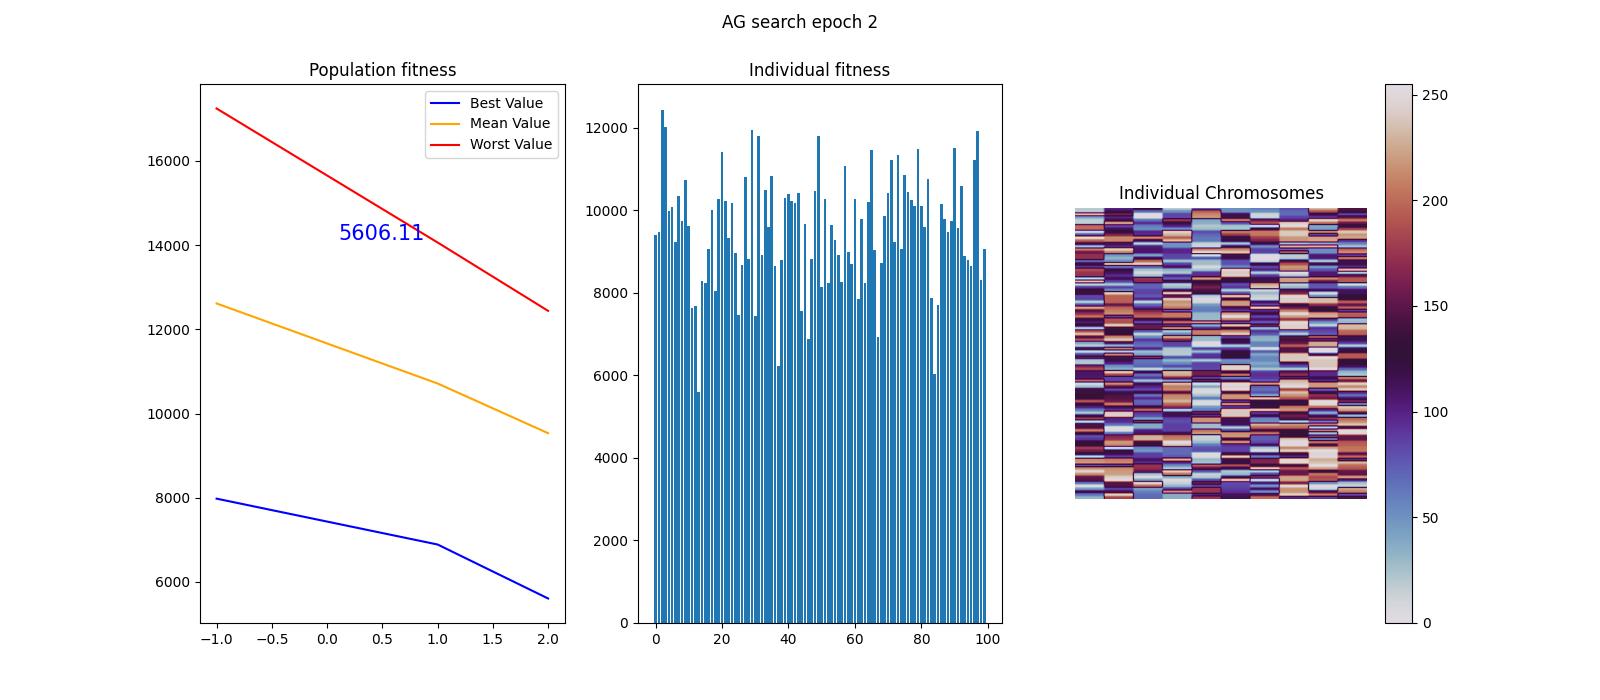 AG search epoch 2
Population fitness
Best Value
Mean Value
Worst Value
5606.11
16000
14000
12000
10000
8000
6000
−1.0 −0.5 0.0 0.5 1.0 1.5 2.0
Individual fitness
12000
10000
8000
6000
4000
2000
0
0 20 40 60 80 100
Individual Chromosomes
250
200
150
100
50
0